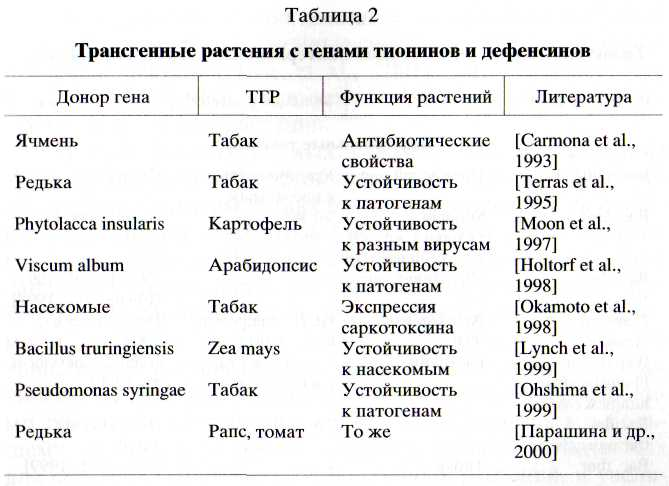 Таблица 2
Трансгенные растения с генами тионинов и дефенсинов
Донор гена ТГР Функция растений Литература
Ячмень Табак Антибиотические [Carmona et al.,
свойства 1993]
Редька Табак Устойчивость [Terras et al.,
к патогенам 1995]
Phytolacca insularis Картофель Устойчивость [Moon et al.,
к разным вирусам 1997]
Viscum album Арабидопсис Устойчивость [Holtorf et al.,
к патогенам 1998]
Насекомые Табак Экспрессия [Okamoto et al.,
саркотоксина 1998]
Bacillus truringiensis Zea mays Устойчивость [Lynch et al.,
к насекомым 1999]
Pseudomonas syringae Табак Устойчивость [Ohshima et al.,
к патогенам 1999]
Редька Рапс, томат То же [Парашина и др.,
2000]